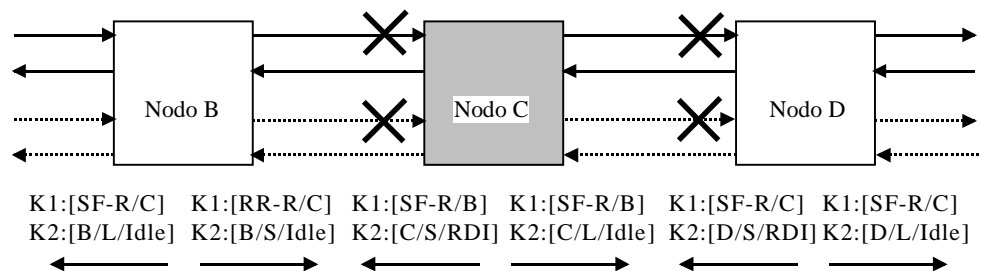 Nodo B
Nodo C
Nodo D
K1:[SF-R/C] K1:[RR-R/C] K1:[SF-R/B] K1:[SF-R/B] K1:[SF-R/C] K1:[SF-R/C]
K2:[B/L/Idle] K2:[B/S/Idle] K2:[C/S/RDI] K2:[C/L/Idle] K2:[D/S/RDI] K2:[D/L/Idle]